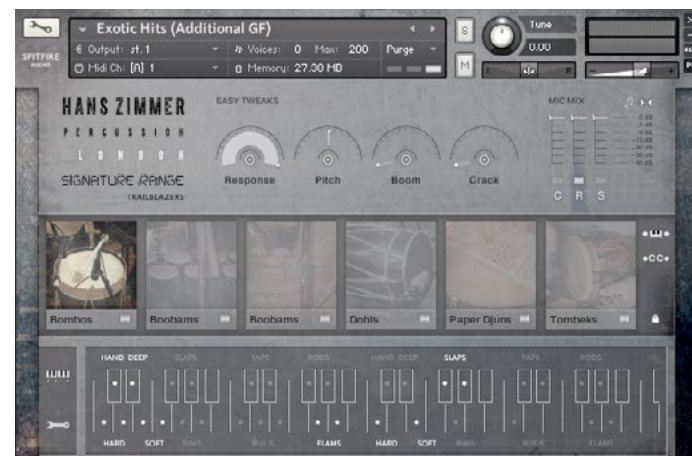 Exotic Hits (Additional GF)
S
Tune
SPITFIRE
AUDIO
Output: st.1
Voices: 0 Max: 200 Purge
0.00
Midi Ch: [A] 1
Memory: 27.30 MB
M
L R
- +
HANS ZIMMER
PERCUSSION
LONDON
SIGNATURE RANGE
TRAILBLAZERS
EASY TWEAKS
MIC MIX
Response
Pitch
Boom
Crack
C R S
Bombos
Boobams
Boobams
Dohls
Paper Djuns
Tombeks
CC
HAND DEEP SLAPS TAPS RODS HAND DEEP SLAPS TAPS RODS
HARD SOFT RIMS FLAMS HARD SOFT RIMS FLAMS